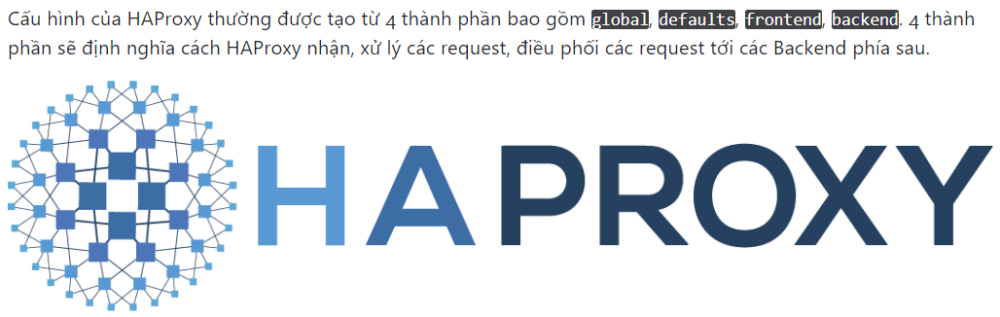 Cấu hình của HAProxy thường được tạo từ 4 thành phần bao gồm global, defaults, frontend, backend. 4 thành
phần sẽ định nghĩa cách HAProxy nhận, xử lý các request, điều phối các request tới các Backend phía sau.
HAPROXY